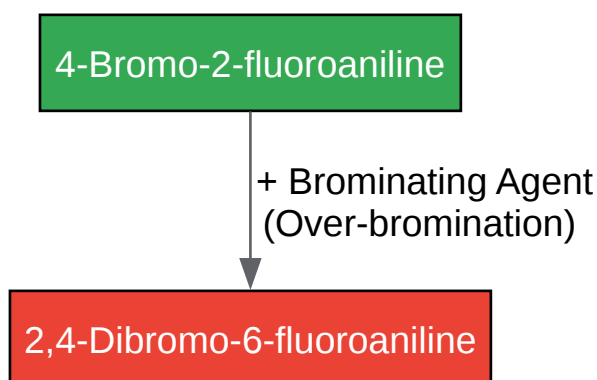 4-Bromo-2-fluoroaniline
+ Brominating Agent
(Over-bromination)
2,4-Dibromo-6-fluoroaniline